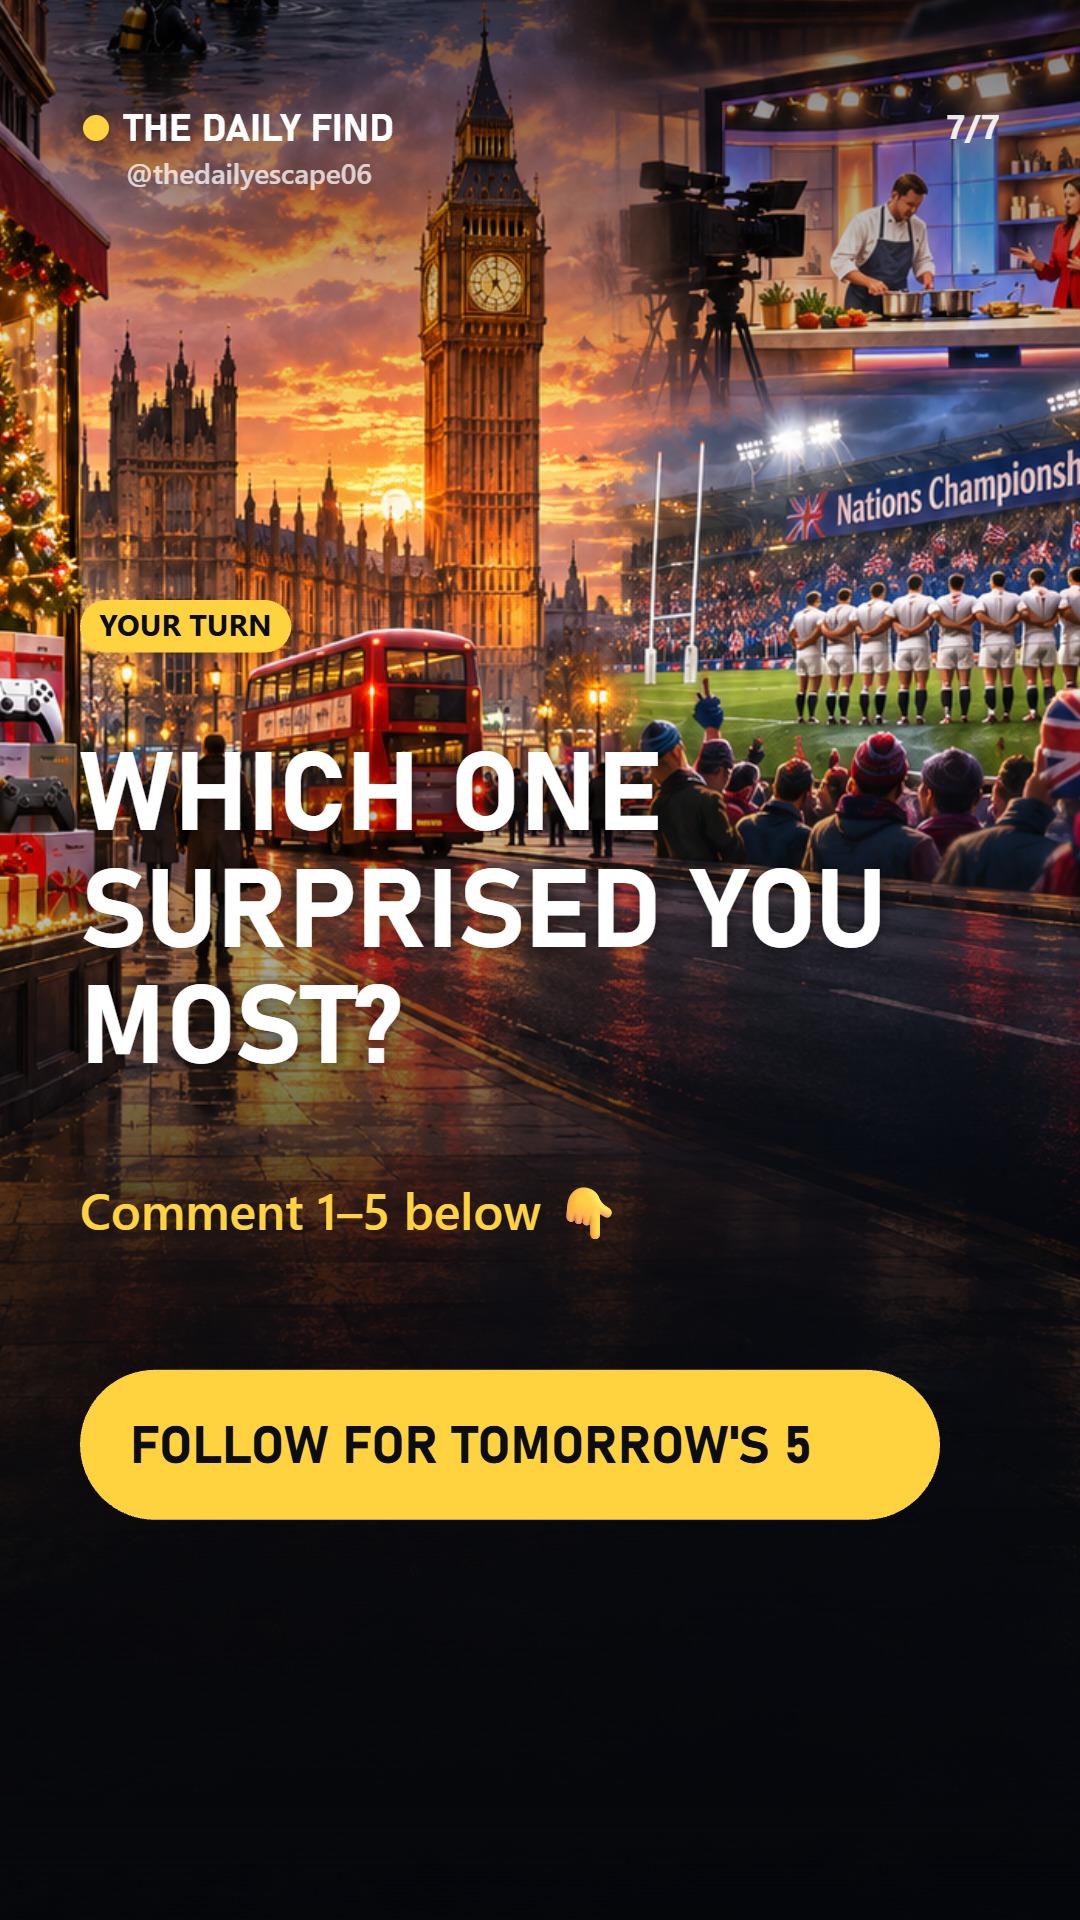 THE DAILY FIND
@thedailyescape06
7/7
Nations Championsh
YOUR TURN
WHICH ONE
SURPRISED YOU
MOST?
Comment 1–5 below 👇
FOLLOW FOR TOMORROW'S 5